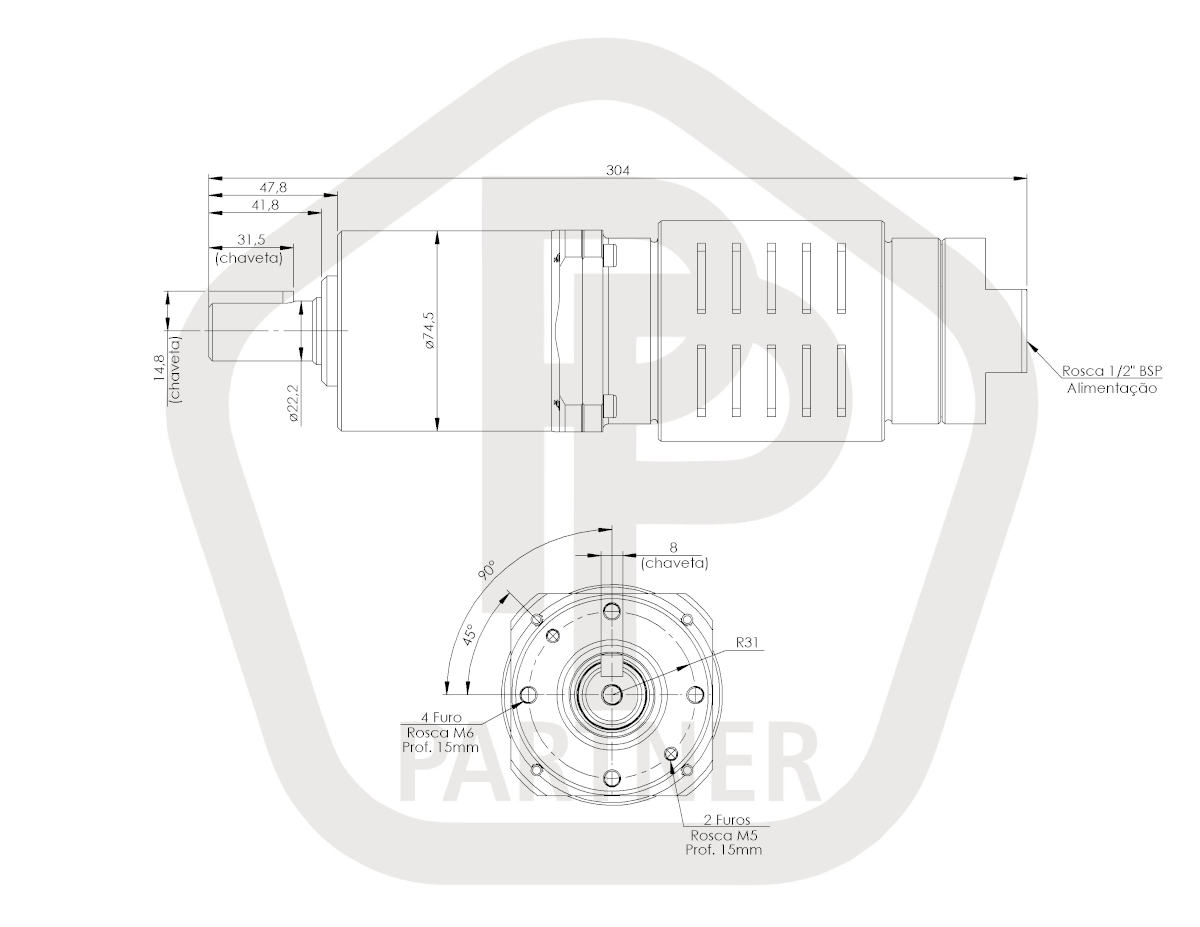 304
47,8
41,8
31,5
(chaveta)
14,8
(chaveta)
ø22,2
ø74,5
Rosca 1/2" BSP
Alimentação
8
(chaveta)
90°
45°
R31
4 Furo
Rosca M6
Prof. 15mm
PARTNER
2 Furos
Rosca M5
Prof. 15mm